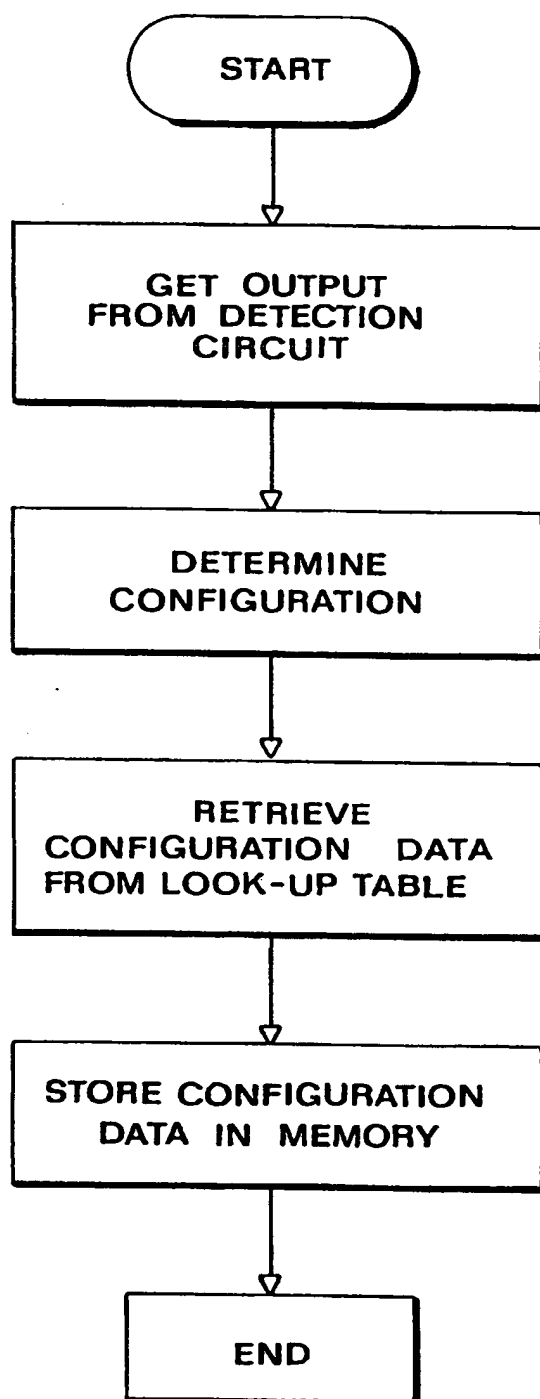 START
GET OUTPUT
FROM DETECTION
CIRCUIT
DETERMINE
CONFIGURATION
RETRIEVE
CONFIGURATION DATA
FROM LOOK-UP TABLE
STORE CONFIGURATION
DATA IN MEMORY
END